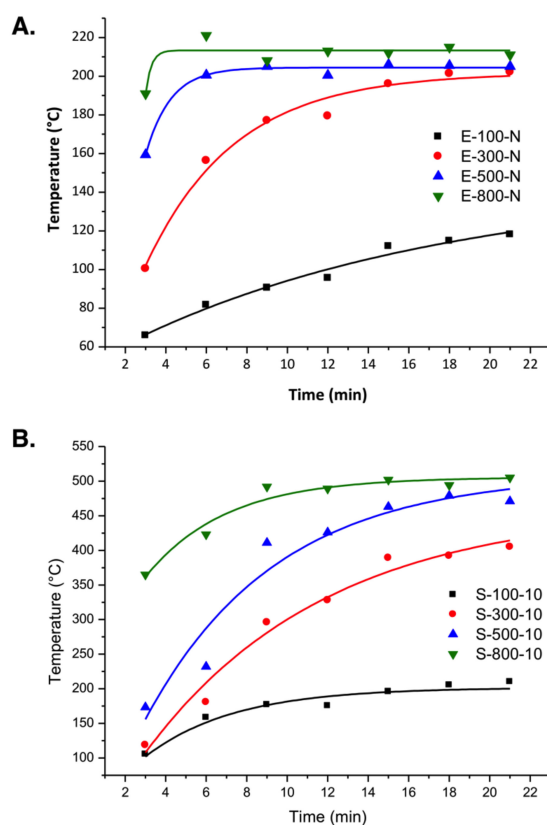 A.
220
200
180
160
140
120
100
80
60
Temperature (°C)
E-100-N
E-300-N
E-500-N
E-800-N
2 4 6 8 10 12 14 16 18 20 22
Time (min)
B.
500
450
400
350
300
250
200
150
100
Temperature (°C)
S-100-10
S-300-10
S-500-10
S-800-10
2 4 6 8 10 12 14 16 18 20 22
Time (min)